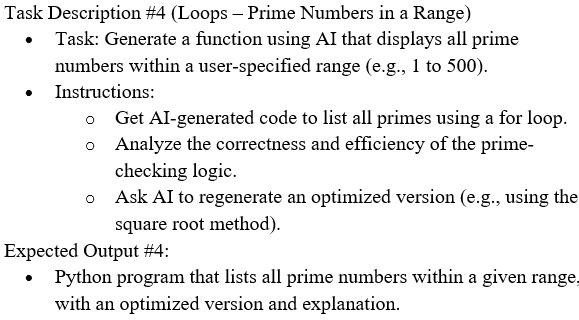 Task Description #4 (Loops – Prime Numbers in a Range)
• Task: Generate a function using AI that displays all prime
numbers within a user-specified range (e.g., 1 to 500).
• Instructions:
o Get AI-generated code to list all primes using a for loop.
o Analyze the correctness and efficiency of the prime-
checking logic.
o Ask AI to regenerate an optimized version (e.g., using the
square root method).
Expected Output #4:
• Python program that lists all prime numbers within a given range,
with an optimized version and explanation.